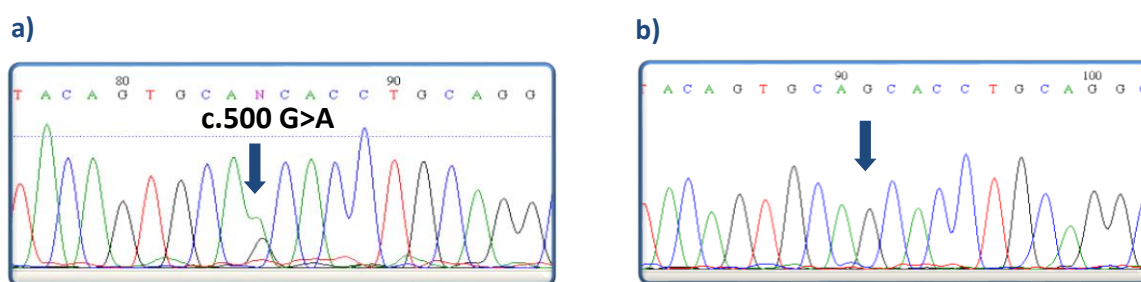 a)
80 90
T A C A G T G C A N C A C C T G C A G G
c.500 G>A
b)
90 100
T A C A G T G C A G C A C C T G C A G G